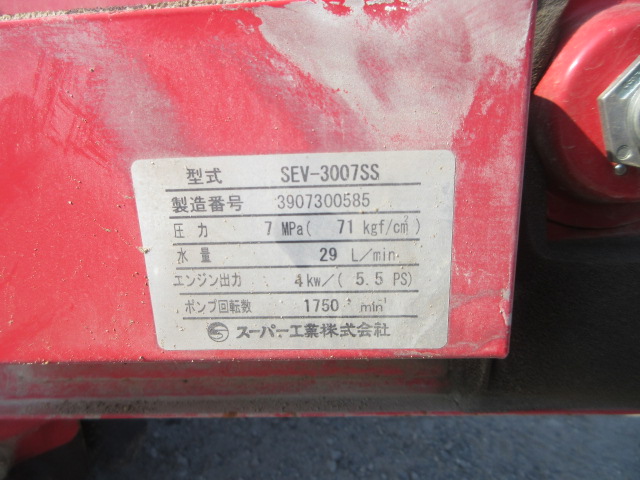 型式 SEV-3007SS
製造番号 3907300585
圧力 7 MPa( 71 kgf/c㎡)
水量 29 L/min
エンジン出力 4kw/( 5.5 PS)
ポンプ回転数 1750 min⁻¹
スーパー工業株式会社